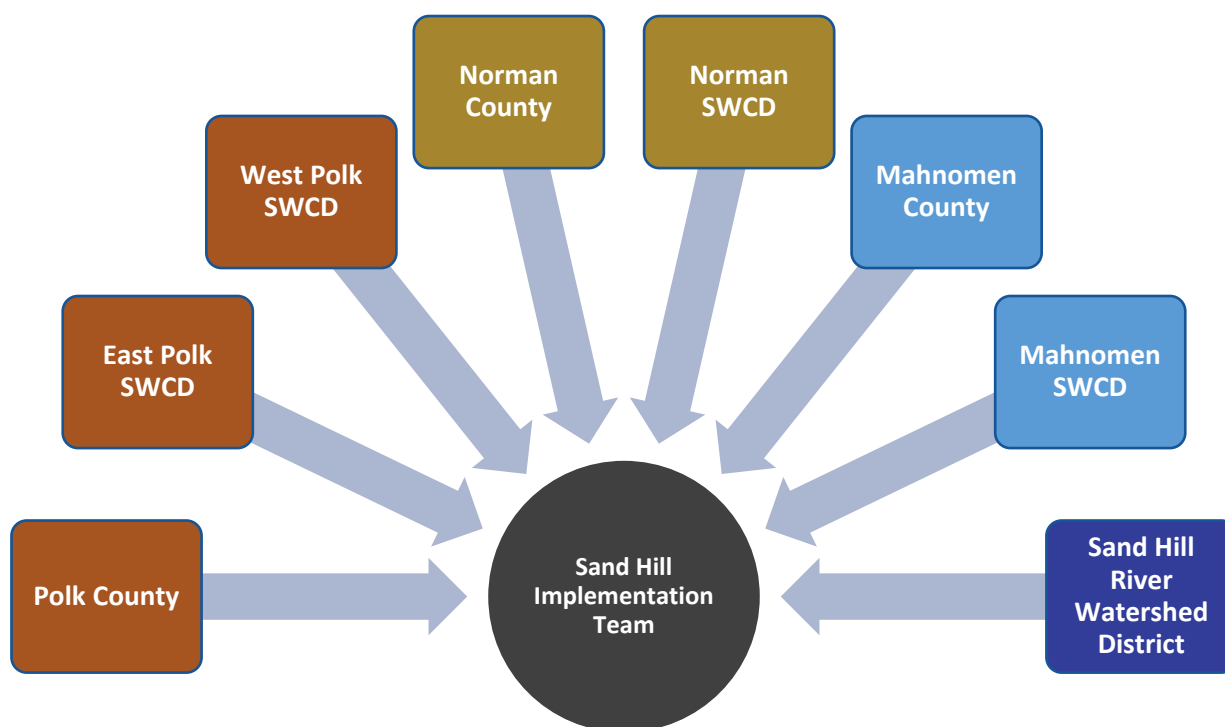 Norman
County
Norman
SWCD
West Polk
SWCD
Mahnomen
County
East Polk
SWCD
Mahnomen
SWCD
Polk County
Sand Hill
Implementation
Team
Sand Hill
River
Watershed
District